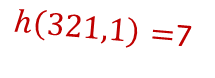 h(321,1) =7